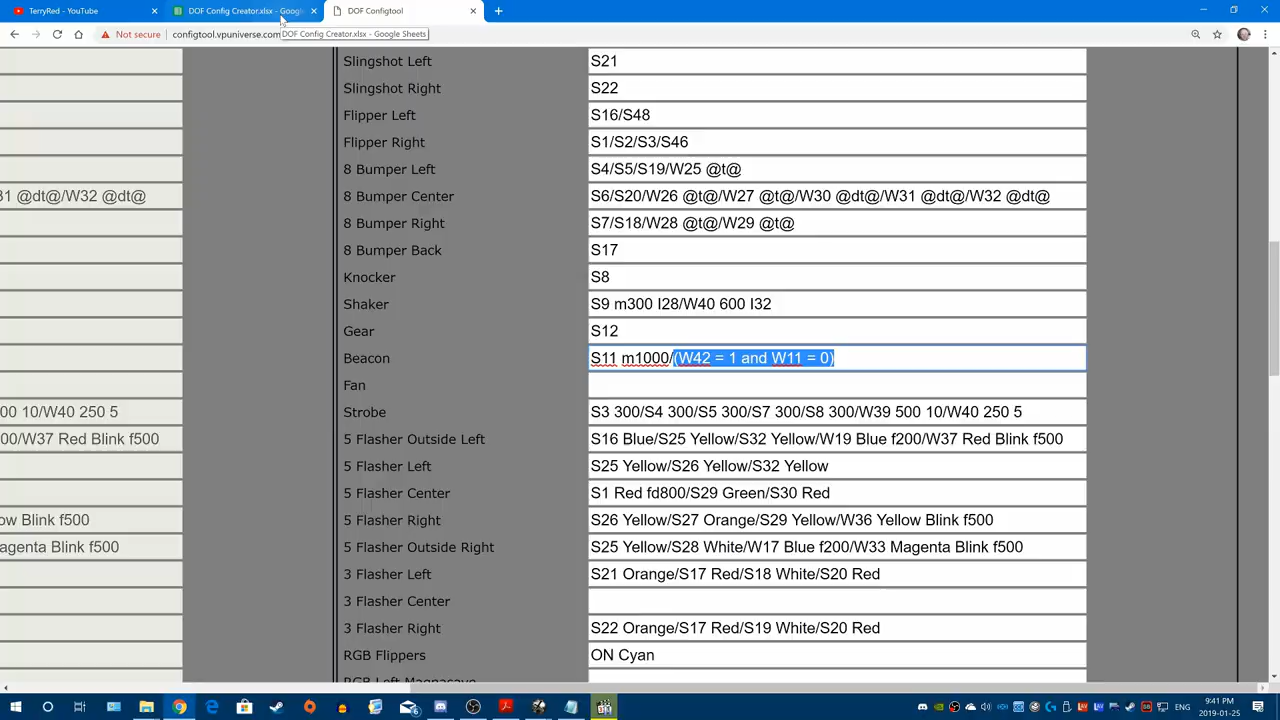 TerryRed - YouTube
DOF Config Creator.xlsx - Googl
DOF Configtool
Not secure
configtool.vpuniverse.com
DOF Config Creator.xlsx - Google Sheets
Slingshot Left S21
Slingshot Right S22
Flipper Left S16/S48
Flipper Right S1/S2/S3/S46
8 Bumper Left S4/S5/S19/W25 @t@
31 @dt@/W32 @dt@ 8 Bumper Center S6/S20/W26 @t@/W27 @t@/W30 @dt@/W31 @dt@/W32 @dt@
8 Bumper Right S7/S18/W28 @t@/W29 @t@
8 Bumper Back S17
Knocker S8
Shaker S9 m300 I28/W40 600 I32
Gear S12
Beacon S11 m1000/(W42 = 1 and W11 = 0)
Fan
00 10/W40 250 5 Strobe S3 300/S4 300/S5 300/S7 300/S8 300/W39 500 10/W40 250 5
00/W37 Red Blink f500 5 Flasher Outside Left S16 Blue/S25 Yellow/S32 Yellow/W19 Blue f200/W37 Red Blink f500
5 Flasher Left S25 Yellow/S26 Yellow/S32 Yellow
5 Flasher Center S1 Red fd800/S29 Green/S30 Red
ow Blink f500 5 Flasher Right S26 Yellow/S27 Orange/S29 Yellow/W36 Yellow Blink f500
agenta Blink f500 5 Flasher Outside Right S25 Yellow/S28 White/W17 Blue f200/W33 Magenta Blink f500
3 Flasher Left S21 Orange/S17 Red/S18 White/S20 Red
3 Flasher Center
3 Flasher Right S22 Orange/S17 Red/S19 White/S20 Red
RGB Flippers ON Cyan
RGB Left Magnasave
9:41 PM
2019-01-25